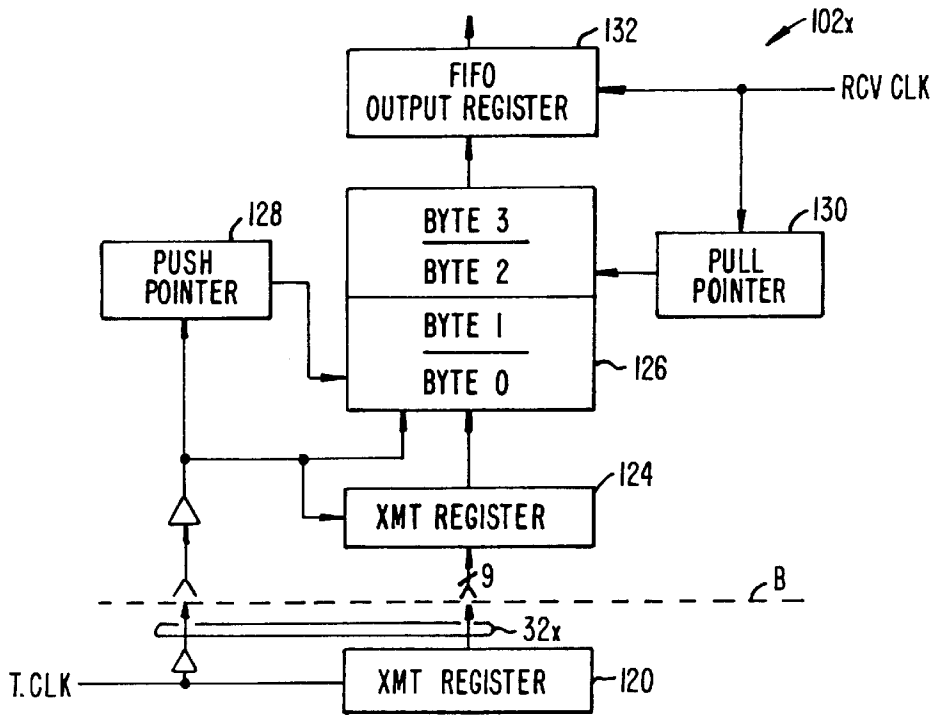 132
102x
FIFO
OUTPUT REGISTER
RCV CLK
128
PUSH
POINTER
BYTE 3
BYTE 2
130
PULL
POINTER
BYTE 1
BYTE 0
126
124
XMT REGISTER
9
B
32x
T. CLK
XMT REGISTER
120